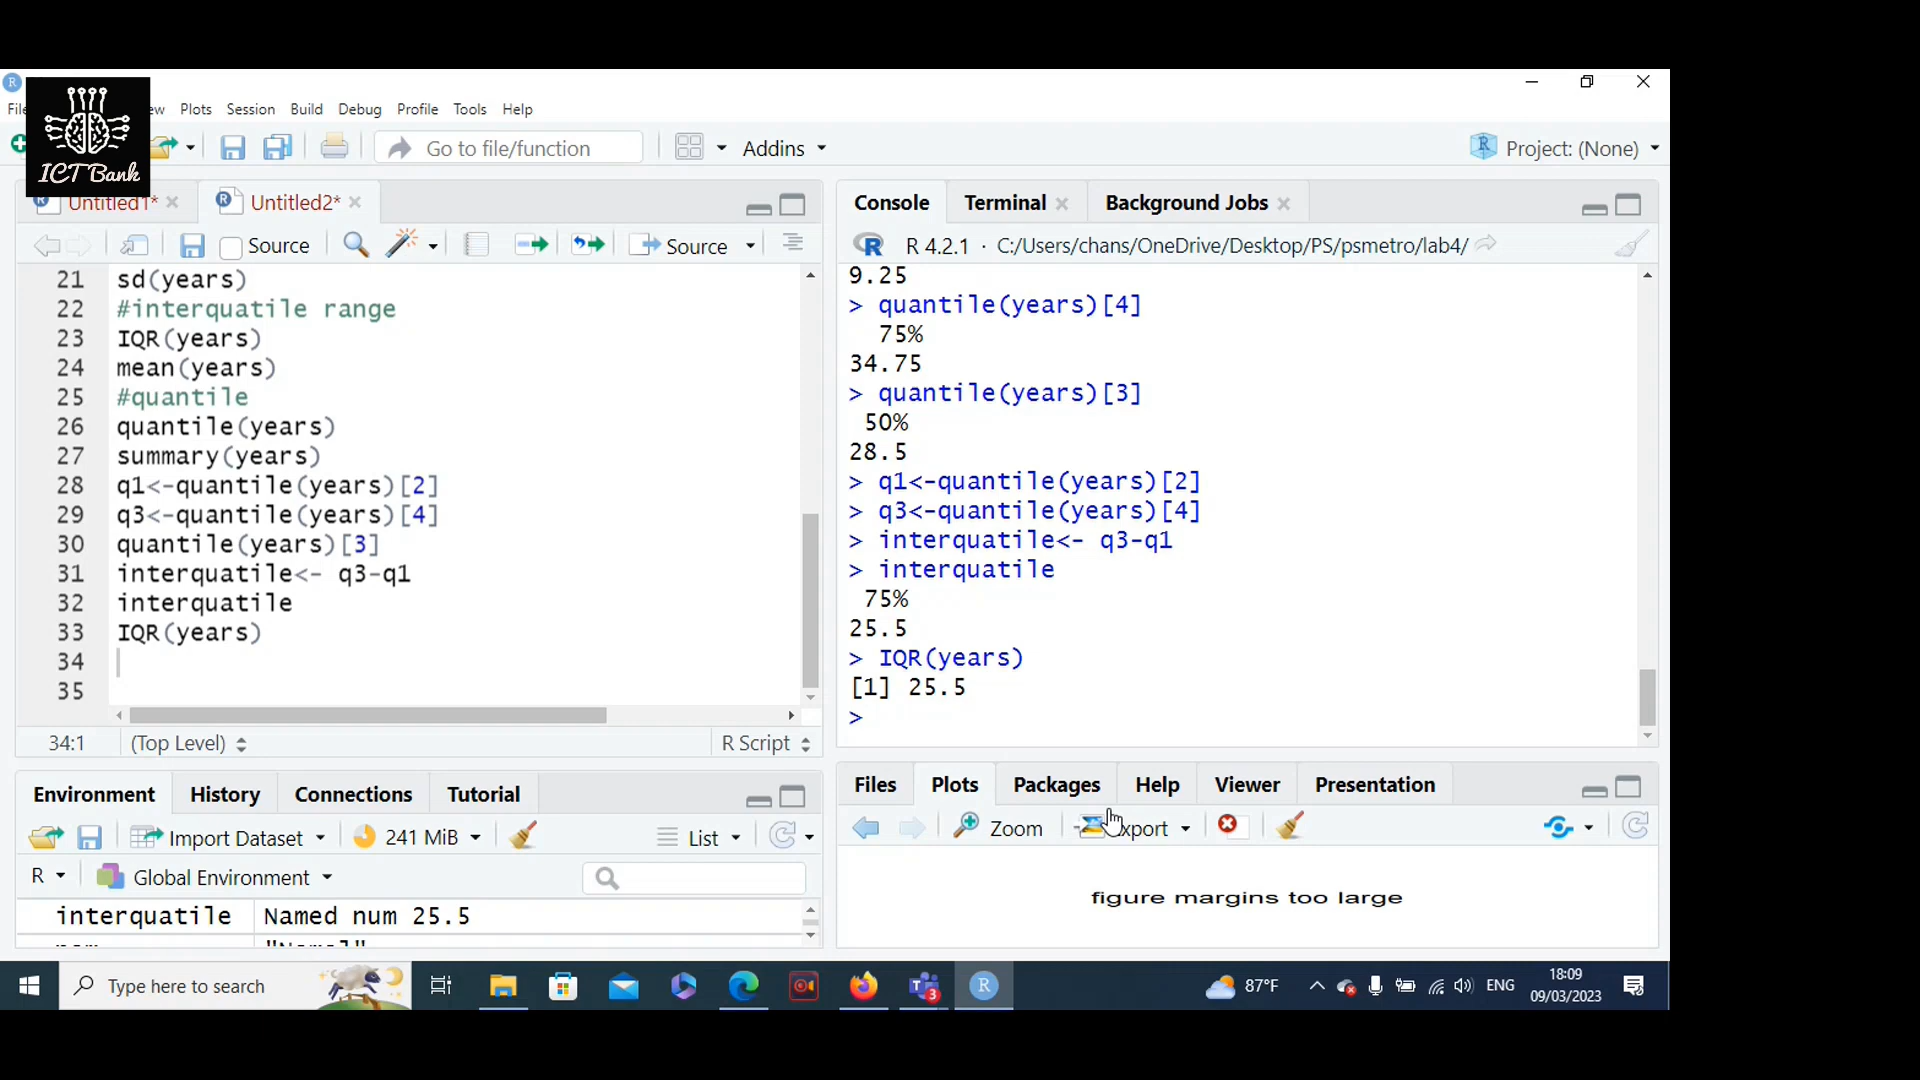 ICT Bank
File
ew Plots Session Build Debug Profile Tools Help
Go to file/function
Addins
Project: (None)
Untitled1*
Untitled2*
Source
Source
21 sd(years)
22 #interquatile range
23 IQR(years)
24 mean(years)
25 #quantile
26 quantile(years)
27 summary(years)
28 q1<-quantile(years)[2]
29 q3<-quantile(years)[4]
30 quantile(years)[3]
31 interquatile<- q3-q1
32 interquatile
33 IQR(years)
34
35
34:1 (Top Level) R Script
Console Terminal Background Jobs
R 4.2.1 · C:/Users/chans/OneDrive/Desktop/PS/psmetro/lab4/
9.25
> quantile(years)[4]
75%
34.75
> quantile(years)[3]
50%
28.5
> q1<-quantile(years)[2]
> q3<-quantile(years)[4]
> interquatile<- q3-q1
> interquatile
75%
25.5
> IQR(years)
[1] 25.5
>
Environment History Connections Tutorial
Import Dataset 241 MiB List
R Global Environment
interquatile Named num 25.5
Files Plots Packages Help Viewer Presentation
Zoom Export
figure margins too large
Type here to search
3
87°F
ENG
18:09
09/03/2023